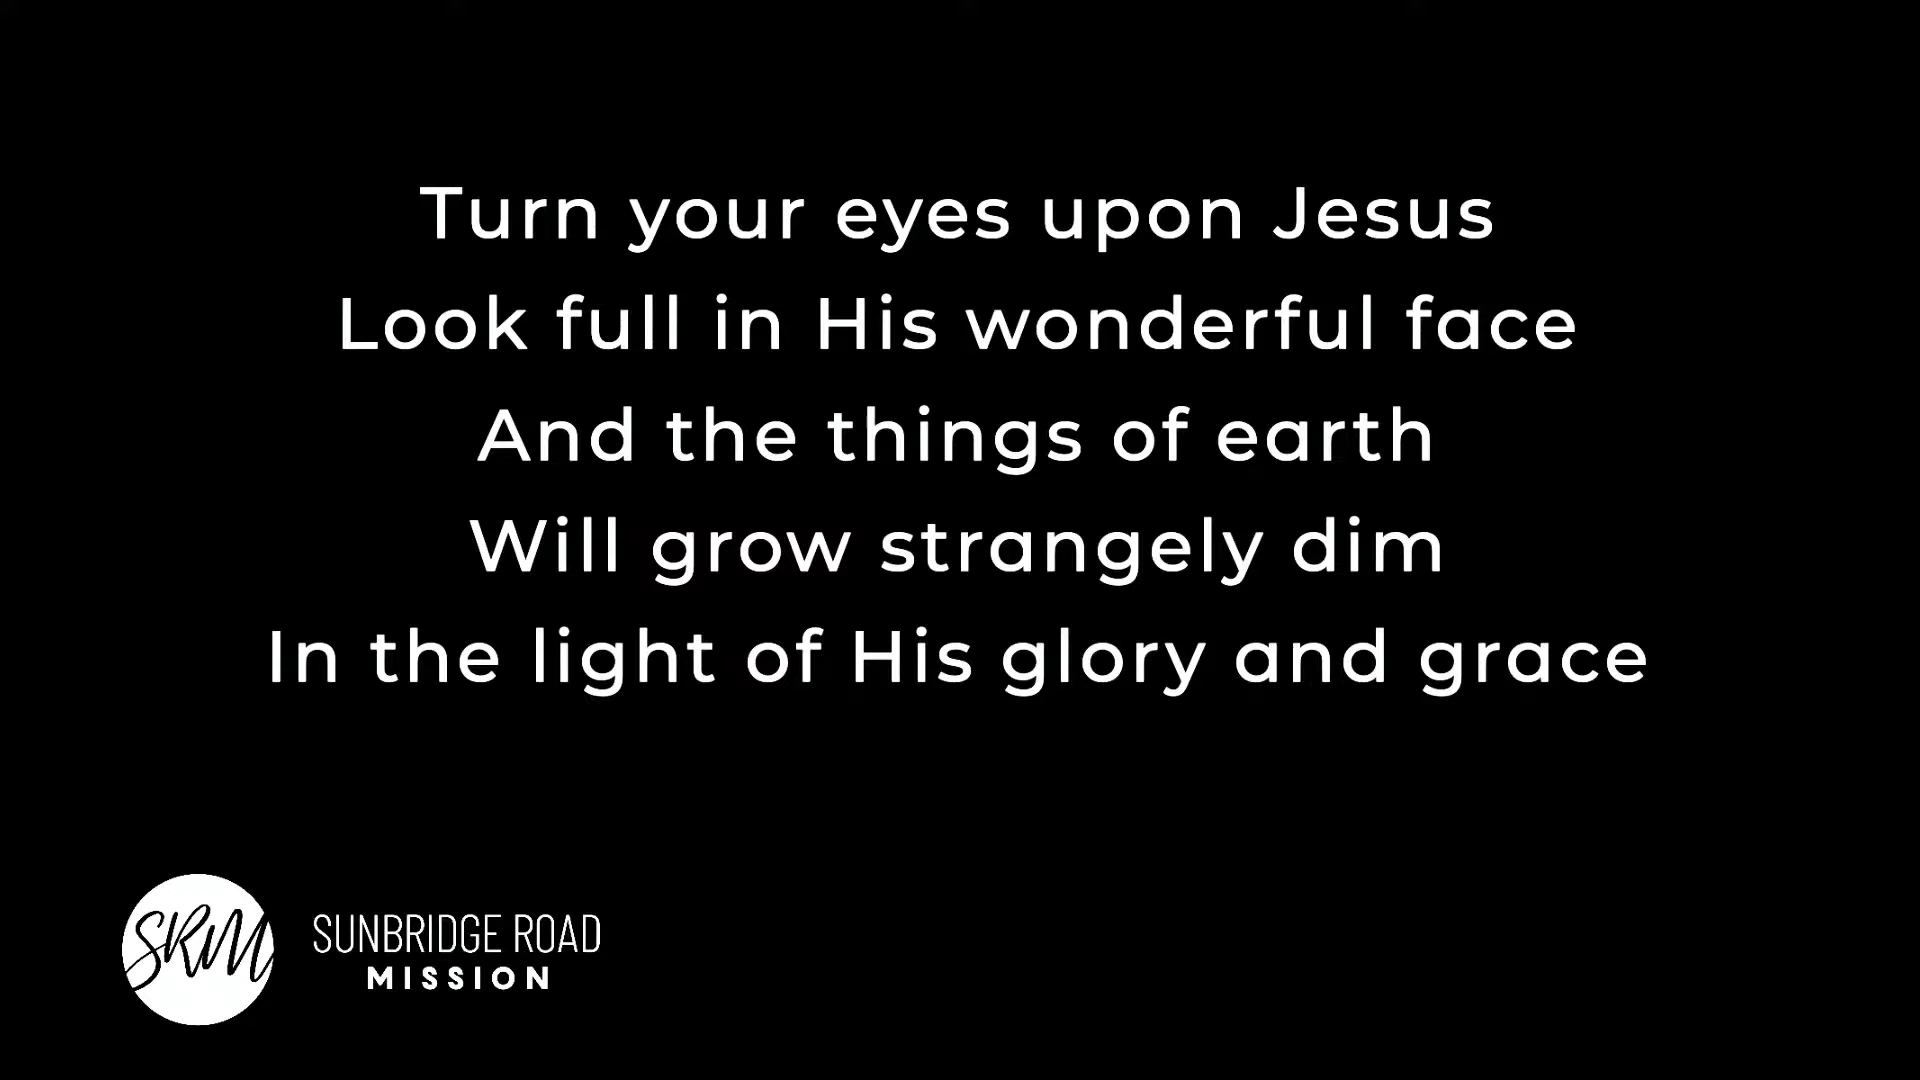 Turn your eyes upon Jesus
Look full in His wonderful face
And the things of earth
Will grow strangely dim
In the light of His glory and grace
SRM
SUNBRIDGE ROAD
MISSION